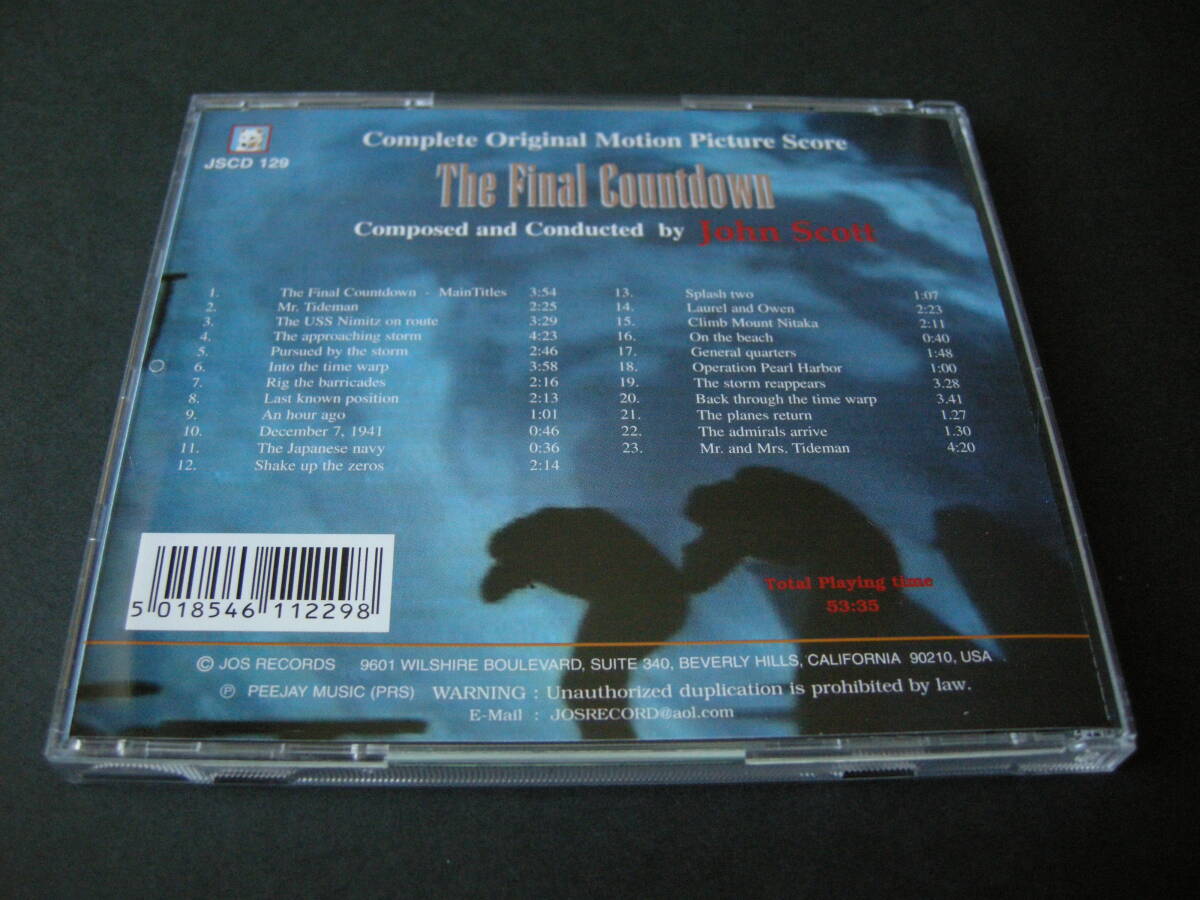 JSCD 129
Complete Original Motion Picture Score
The Final Countdown
Composed and Conducted by John Scott
1. The Final Countdown - MainTitles 3:54
2. Mr. Tideman 2:25
3. The USS Nimitz on route 3:29
4. The approaching storm 4:23
5. Pursued by the storm 2:46
6. Into the time warp 3:58
7. Rig the barricades 2:16
8. Last known position 2:13
9. An hour ago 1:01
10. December 7, 1941 0:46
11. The Japanese navy 0:36
12. Shake up the zeros 2:14
13. Splash two 1:07
14. Laurel and Owen 2:23
15. Climb Mount Nitaka 2:11
16. On the beach 0:40
17. General quarters 1:48
18. Operation Pearl Harbor 1:00
19. The storm reappears 3.28
20. Back through the time warp 3.41
21. The planes return 1.27
22. The admirals arrive 1.30
23. Mr. and Mrs. Tideman 4:20
Total Playing time
53:35
5 018546 112298
© JOS RECORDS 9601 WILSHIRE BOULEVARD, SUITE 340, BEVERLY HILLS, CALIFORNIA 90210, USA
℗ PEEJAY MUSIC (PRS) WARNING : Unauthorized duplication is prohibited by law.
E-Mail : JOSRECORD@aol.com